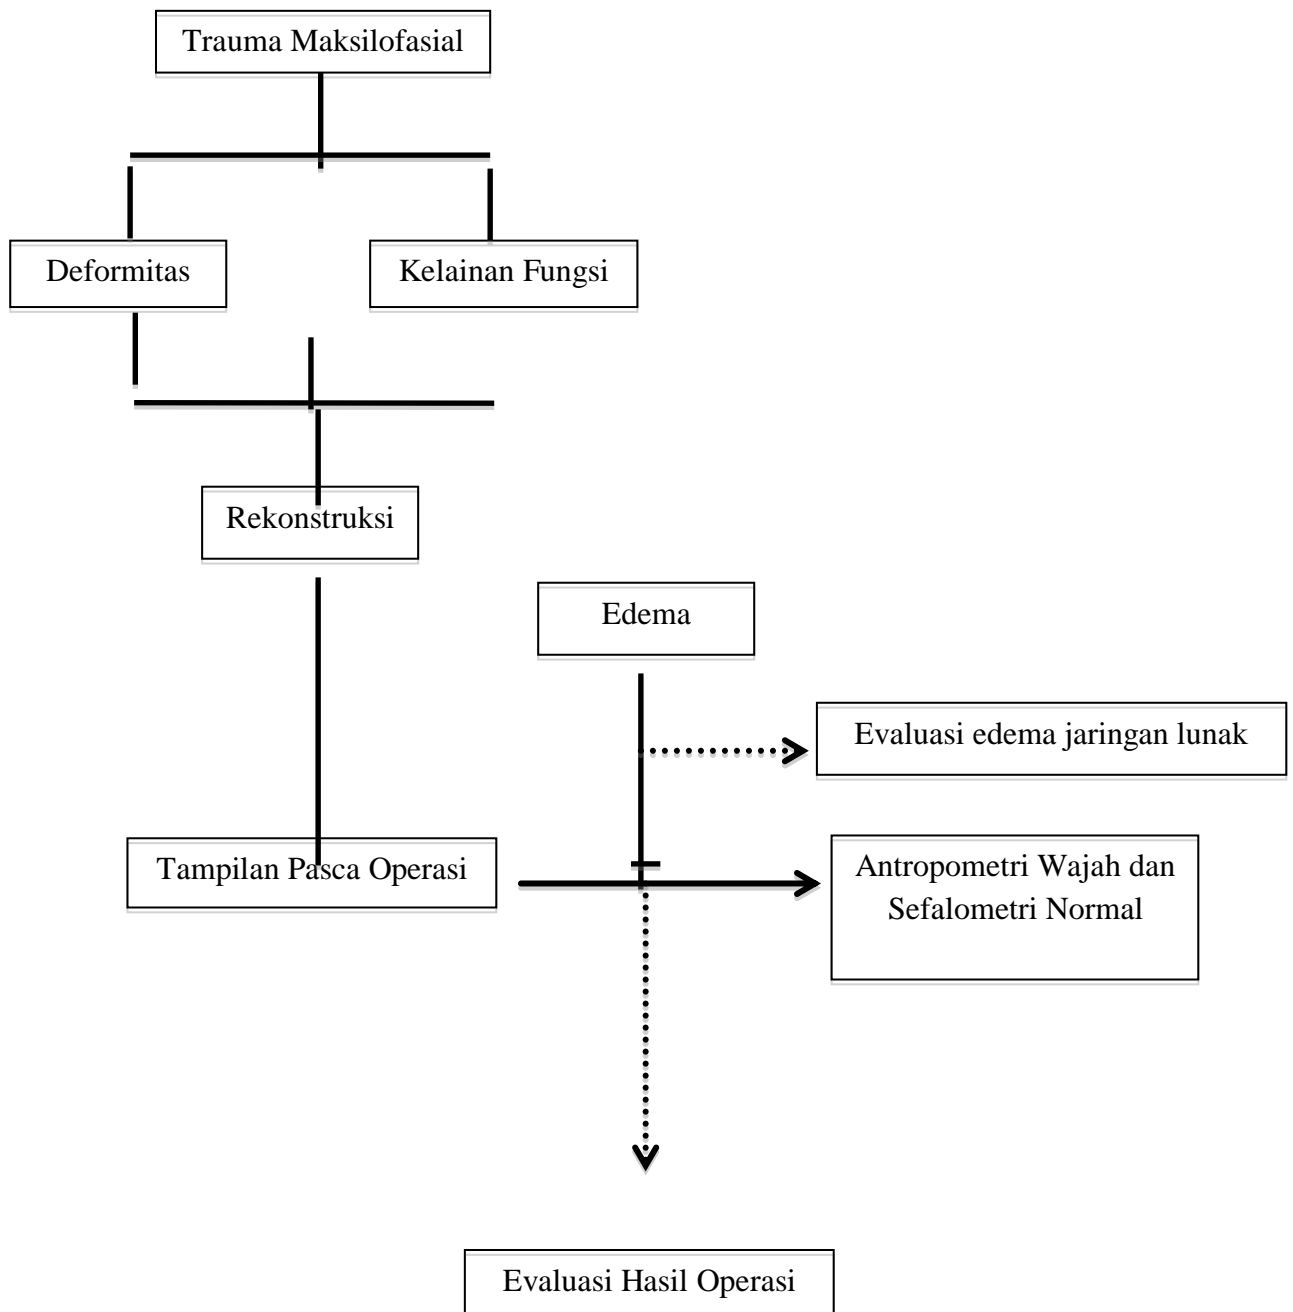 Trauma Maksilofasial
Deformitas
Kelainan Fungsi
Rekonstruksi
Edema
Evaluasi edema jaringan lunak
Tampilan Pasca Operasi
Antropometri Wajah dan
Sefalometri Normal
Evaluasi Hasil Operasi